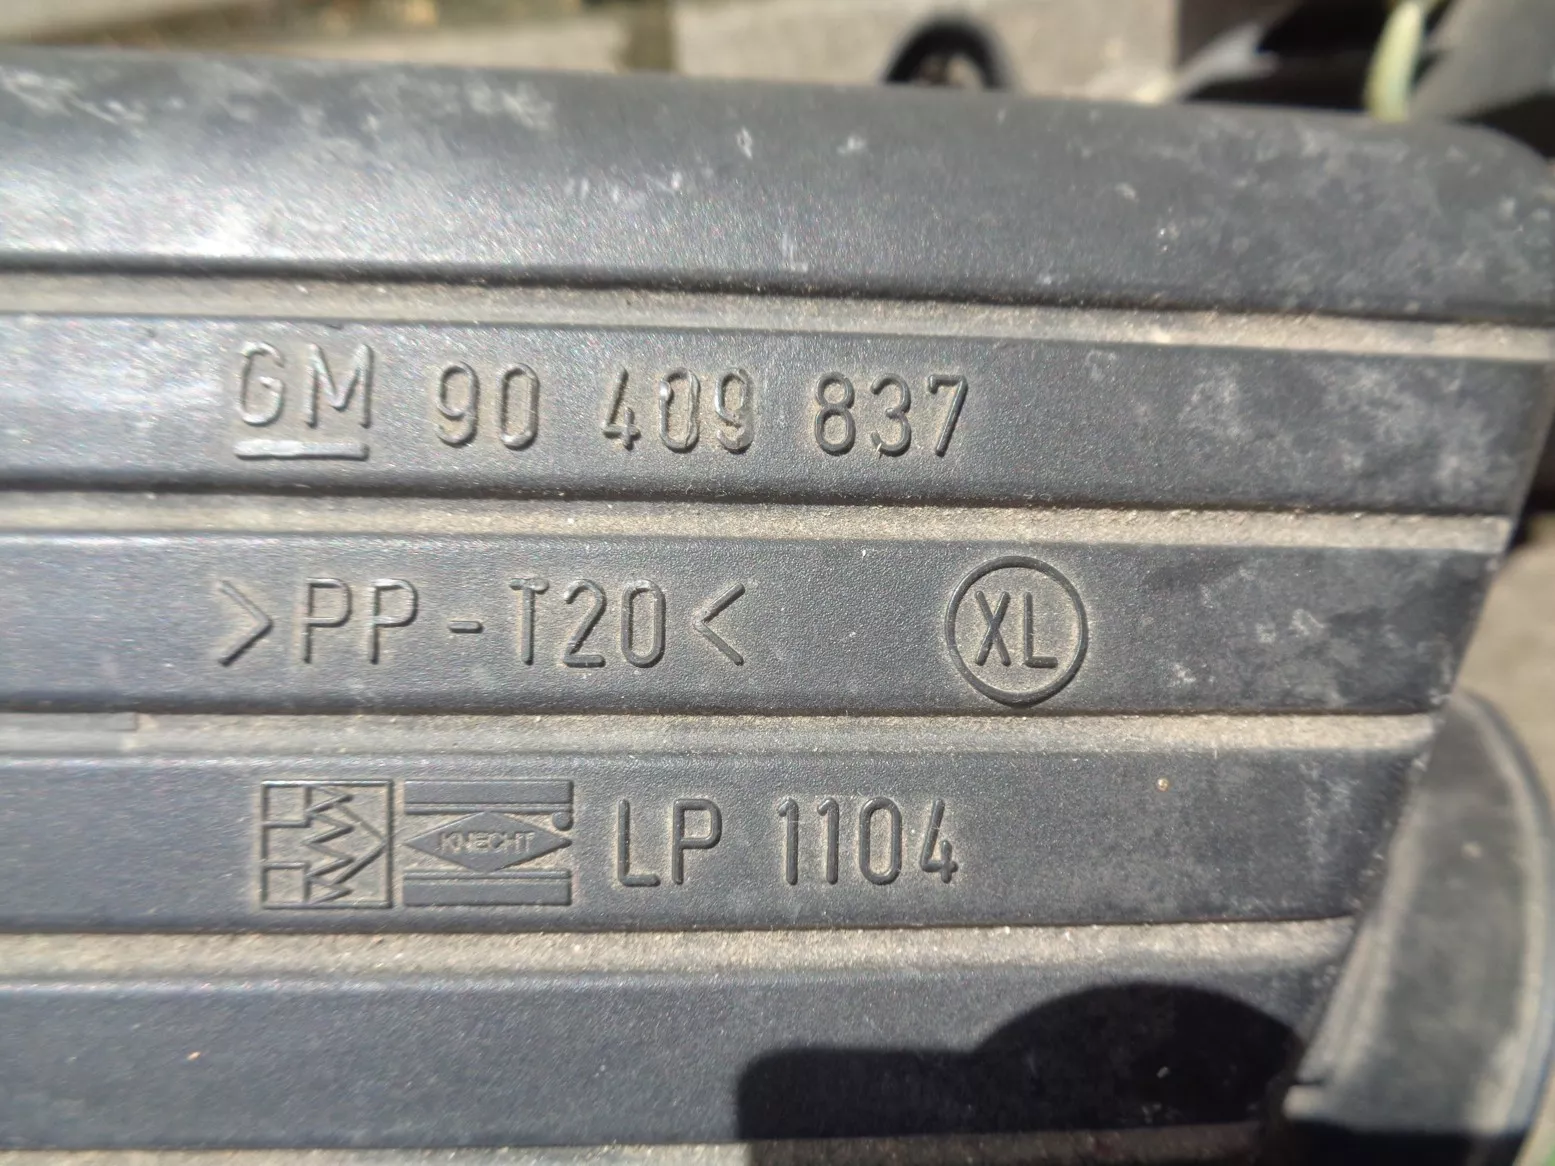 GM 90 409 837
>PP-T20< XL
KNECHT LP 1104